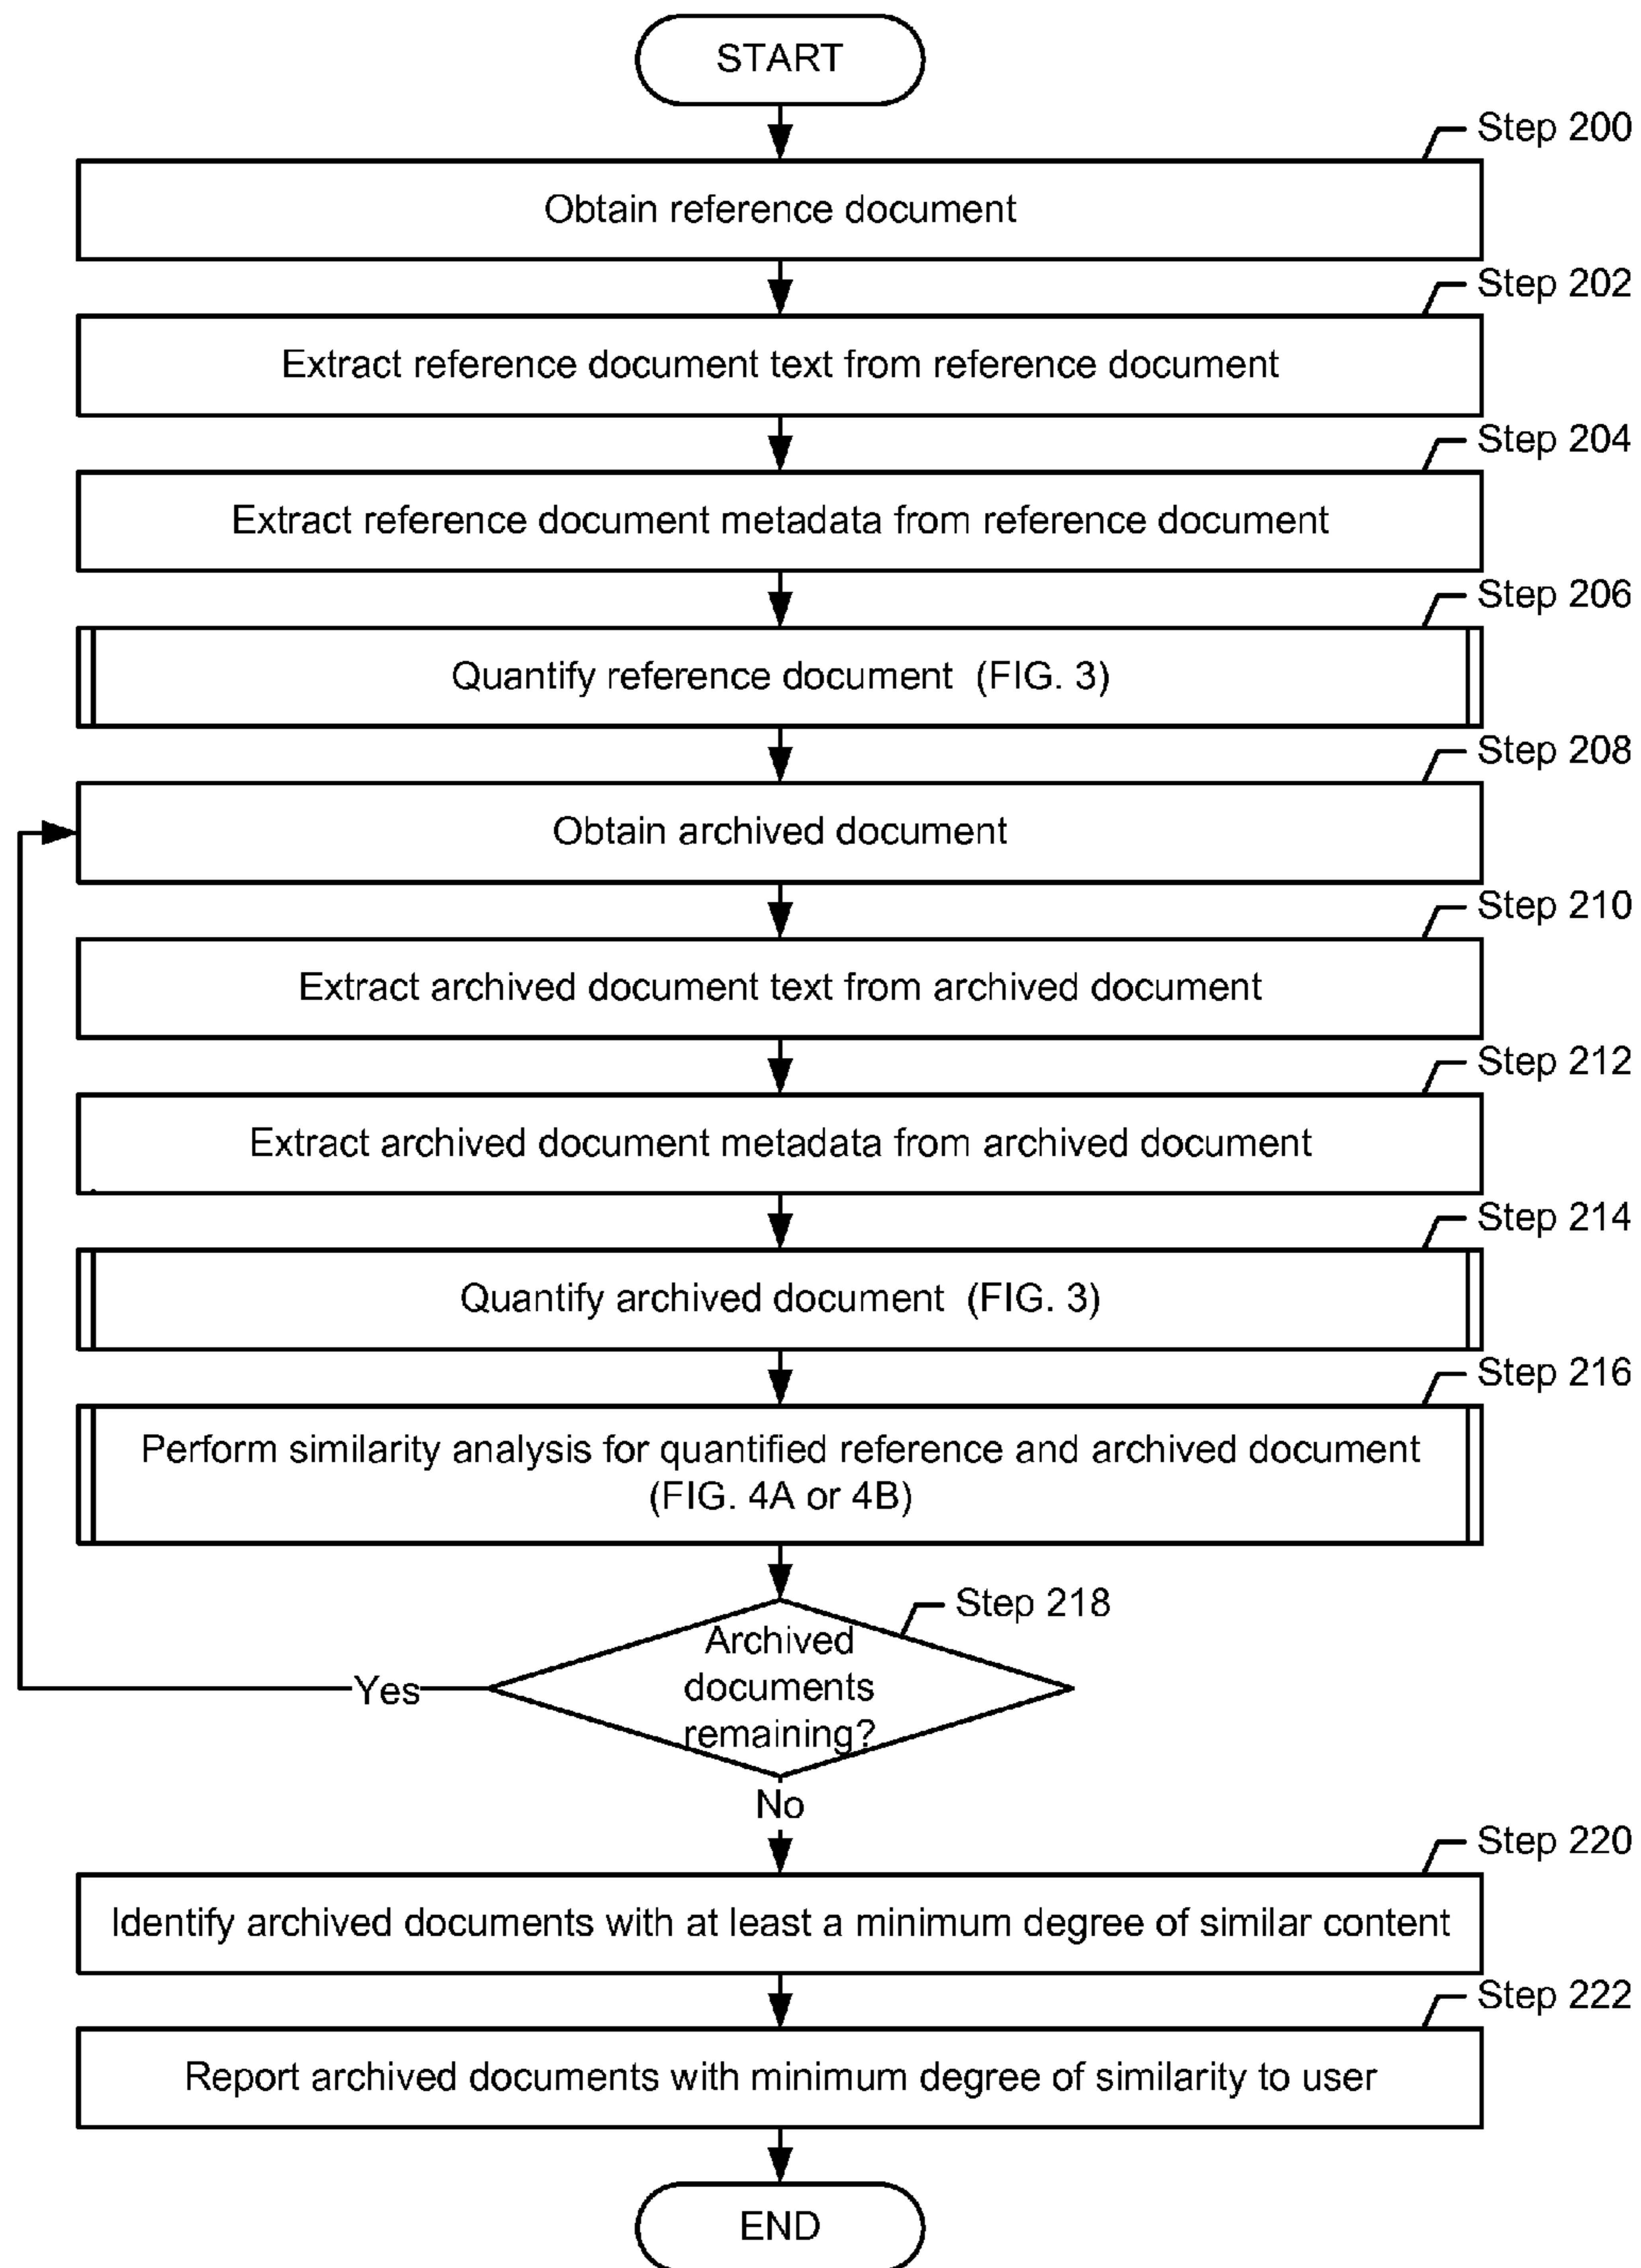 START
Step 200
Obtain reference document
Step 202
Extract reference document text from reference document
Step 204
Extract reference document metadata from reference document
Step 206
Quantify reference document (FIG. 3)
Step 208
Obtain archived document
Step 210
Extract archived document text from archived document
Step 212
Extract archived document metadata from archived document
Step 214
Quantify archived document (FIG. 3)
Step 216
Perform similarity analysis for quantified reference and archived document
(FIG. 4A or 4B)
Step 218
Archived
documents
remaining?
Yes
No
Step 220
Identify archived documents with at least a minimum degree of similar content
Step 222
Report archived documents with minimum degree of similarity to user
END